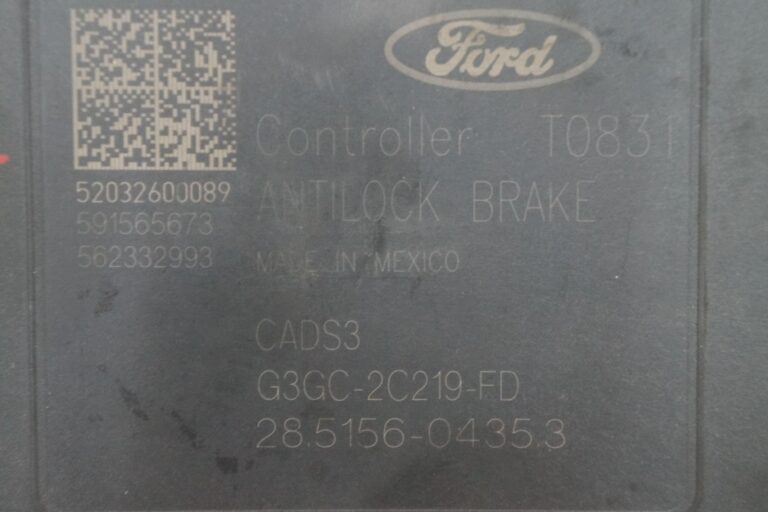 Ford
Controller T0831
52032600089
ANTILOCK BRAKE
591565673
562332993
MADE IN MEXICO
CADS3
G3GC-2C219-FD
28.5156-0435.3